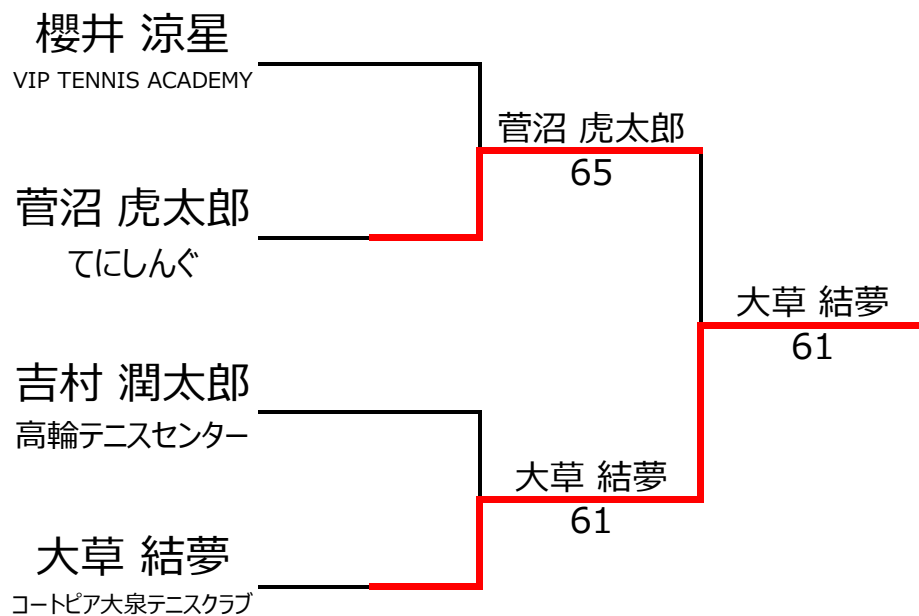 櫻井 涼星
VIP TENNIS ACADEMY
菅沼 虎太郎
65
菅沼 虎太郎
てにしんぐ
大草 結夢
61
吉村 潤太郎
高輪テニスセンター
大草 結夢
61
大草 結夢
コートピア大泉テニスクラブ